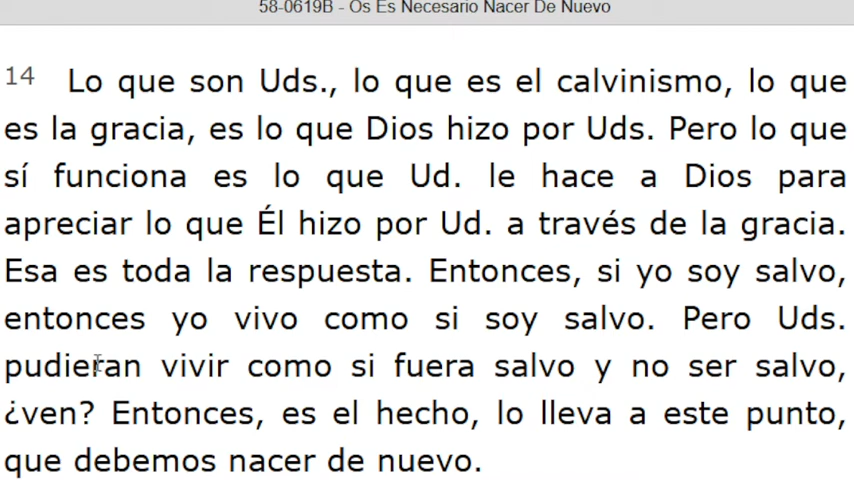 58-0619B - Os Es Necesario Nacer De Nuevo
14 Lo que son Uds., lo que es el calvinismo, lo que
es la gracia, es lo que Dios hizo por Uds. Pero lo que
sí funciona es lo que Ud. le hace a Dios para
apreciar lo que Él hizo por Ud. a través de la gracia.
Esa es toda la respuesta. Entonces, si yo soy salvo,
entonces yo vivo como si soy salvo. Pero Uds.
pudieran vivir como si fuera salvo y no ser salvo,
¿ven? Entonces, es el hecho, lo lleva a este punto,
que debemos nacer de nuevo.